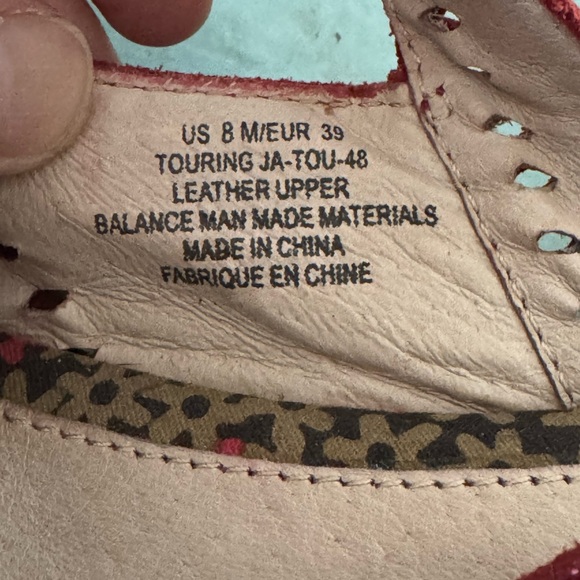 US 8 M/EUR 39
TOURING JA-TOU-48
LEATHER UPPER
BALANCE MAN MADE MATERIALS
MADE IN CHINA
FABRIQUE EN CHINE